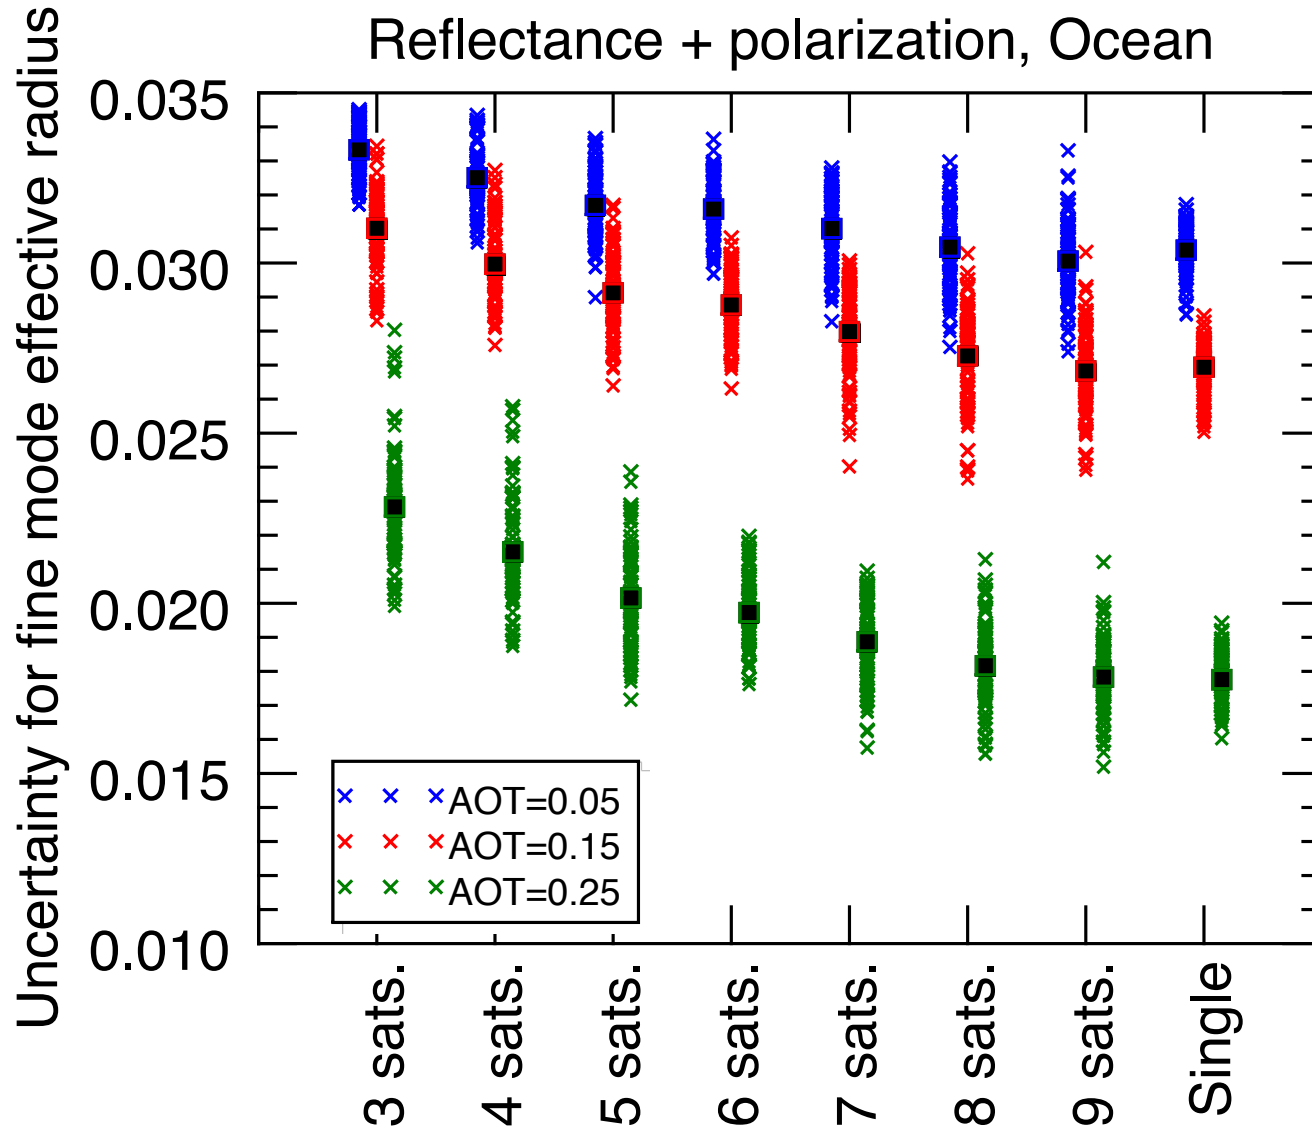 Reflectance + polarization, Ocean
Uncertainty for fine mode effective radius
0.035
0.030
0.025
0.020
0.015
0.010
AOT=0.05
AOT=0.15
AOT=0.25
3 sats.
4 sats.
5 sats.
6 sats.
7 sats.
8 sats.
9 sats.
Single